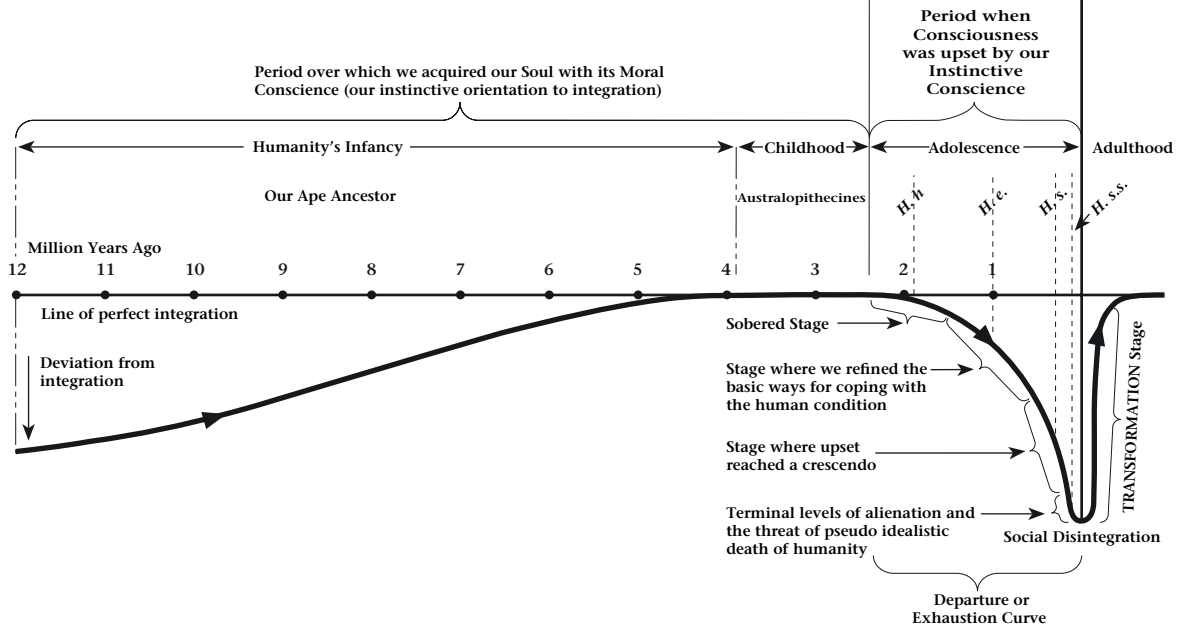 Period when
Consciousness
was upset by our
Instinctive
Conscience
Period over which we acquired our Soul with its Moral
Conscience (our instinctive orientation to integration)
Humanity's Infancy
Childhood
Adolescence
Adulthood
Our Ape Ancestor
Australopithecines
H. h
H. e.
H. s.
H. s.s.
Million Years Ago
12 11 10 9 8 7 6 5 4 3 2 1
Line of perfect integration
Deviation from
integration
Sobered Stage
Stage where we refined the
basic ways for coping with
the human condition
Stage where upset
reached a crescendo
Terminal levels of alienation and
the threat of pseudo idealistic
death of humanity
TRANSFORMATION Stage
Social Disintegration
Departure or
Exhaustion Curve